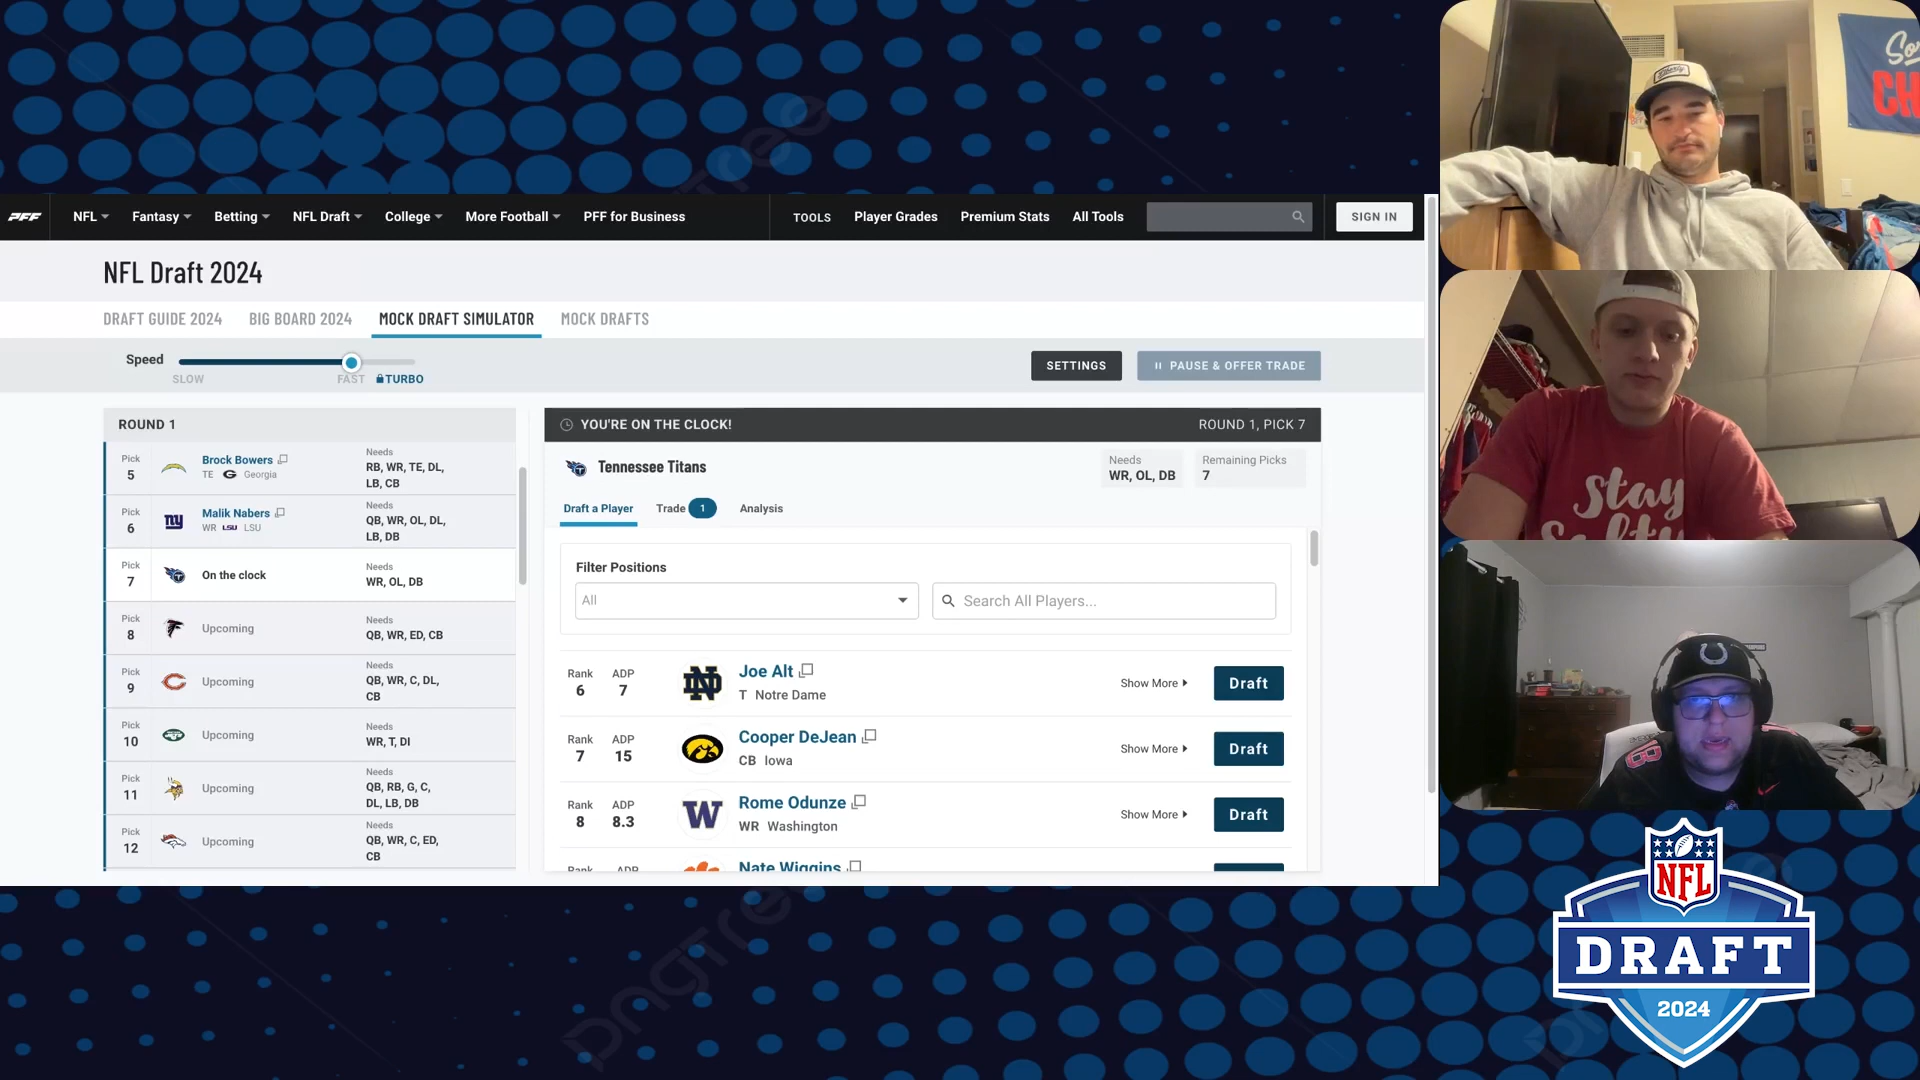 PFF
NFL
Fantasy
Betting
NFL Draft
College
More Football
PFF for Business
TOOLS
Player Grades
Premium Stats
All Tools
SIGN IN
NFL Draft 2024
DRAFT GUIDE 2024
BIG BOARD 2024
MOCK DRAFT SIMULATOR
MOCK DRAFTS
Speed
SLOW
FAST
TURBO
SETTINGS
PAUSE & OFFER TRADE
ROUND 1
Pick
5
Brock Bowers
TE G Georgia
Needs
RB, WR, TE, DL,
LB, CB
Pick
6
ny
Malik Nabers
WR LSU LSU
Needs
QB, WR, OL, DL,
LB, DB
Pick
7
On the clock
Needs
WR, OL, DB
Pick
8
Upcoming
Needs
QB, WR, ED, CB
Pick
9
Upcoming
Needs
QB, WR, C, DL,
CB
Pick
10
Upcoming
Needs
WR, T, DI
Pick
11
Upcoming
Needs
QB, RB, G, C,
DL, LB, DB
Pick
12
Upcoming
Needs
QB, WR, C, ED,
CB
YOU'RE ON THE CLOCK!
ROUND 1, PICK 7
Tennessee Titans
Needs
WR, OL, DB
Remaining Picks
7
Draft a Player
Trade 1
Analysis
Filter Positions
All
Search All Players...
Rank
6
ADP
7
ND
Joe Alt
T Notre Dame
Show More
Draft
Rank
7
ADP
15
Cooper DeJean
CB Iowa
Show More
Draft
Rank
8
ADP
8.3
W
Rome Odunze
WR Washington
Show More
Draft
Rank
ADP
Nate Wiggins
CH
Stay
Salty
NFL
DRAFT
2024
pngtree